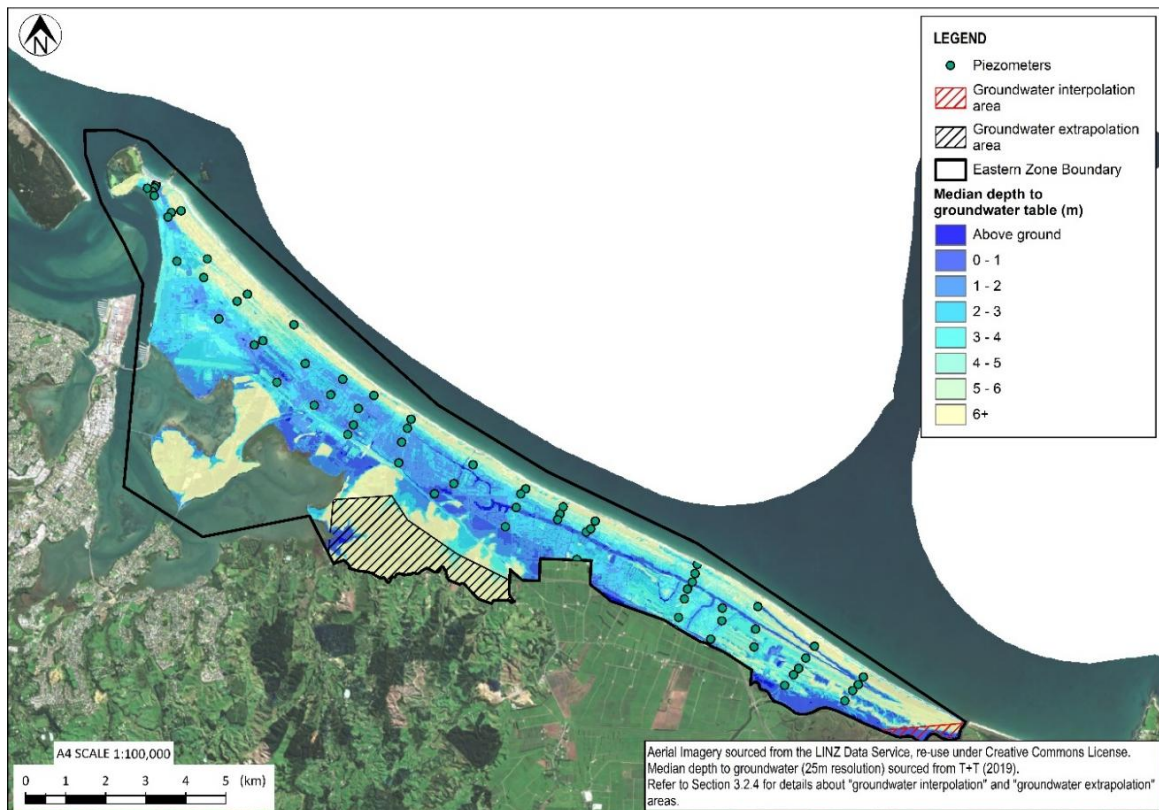 N
LEGEND
Piezometers
Groundwater interpolation
area
Groundwater extrapolation
area
Eastern Zone Boundary
Median depth to
groundwater table (m)
Above ground
0 - 1
1 - 2
2 - 3
3 - 4
4 - 5
5 - 6
6+
A4 SCALE 1:100,000
0 1 2 3 4 5 (km)
Aerial Imagery sourced from the LINZ Data Service, re-use under Creative Commons License.
Median depth to groundwater (25m resolution) sourced from T+T (2019).
Refer to Section 3.2.4 for details about "groundwater interpolation" and "groundwater extrapolation"
areas.